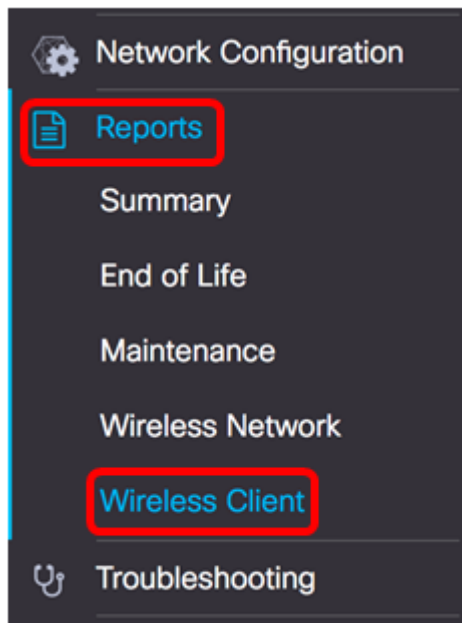 Network Configuration
Reports
Summary
End of Life
Maintenance
Wireless Network
Wireless Client
Troubleshooting